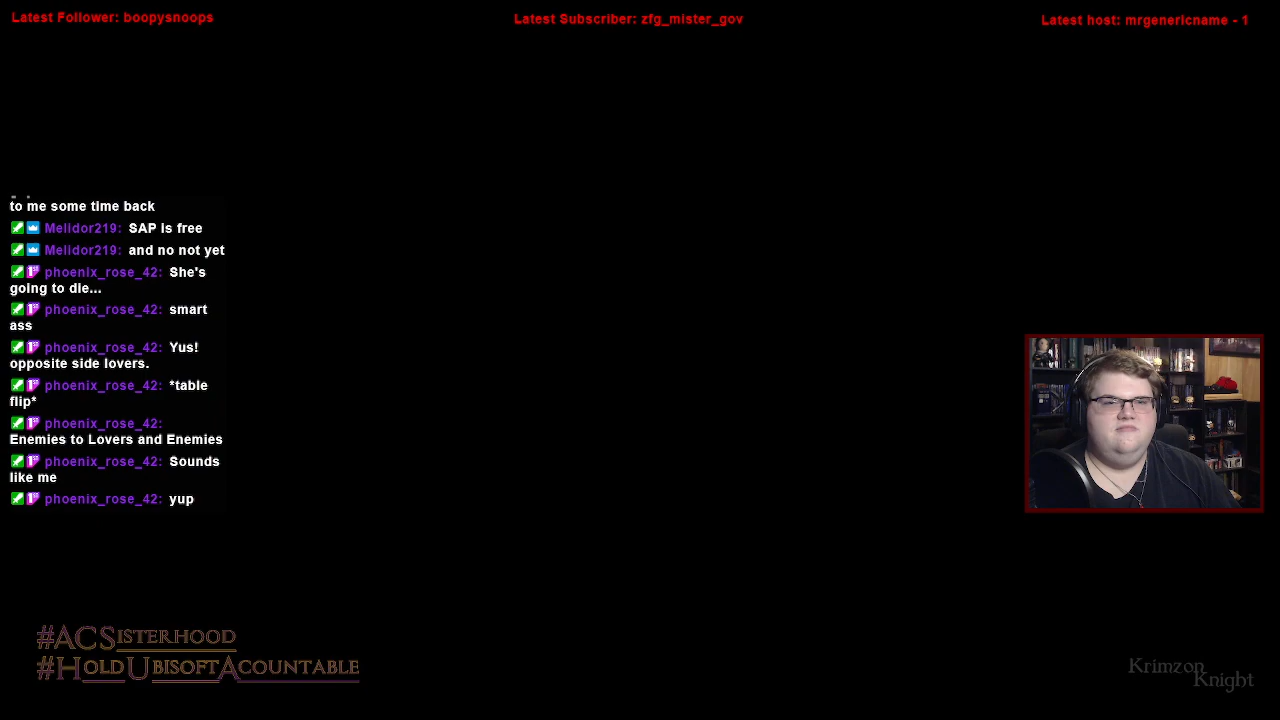 Latest Follower: boopysnoops
Latest Subscriber: zfg_mister_gov
Latest host: mrgenericname - 1
to me some time back
Melidor219: SAP is free
Melidor219: and no not yet
phoenix_rose_42: She's
going to die...
phoenix_rose_42: smart
ass
phoenix_rose_42: Yus!
opposite side lovers.
phoenix_rose_42: *table
flip*
phoenix_rose_42:
Enemies to Lovers and Enemies
phoenix_rose_42: Sounds
like me
phoenix_rose_42: yup
#ACSisterhood
#HoldUbisoftAcountable
Krimzon
Knight